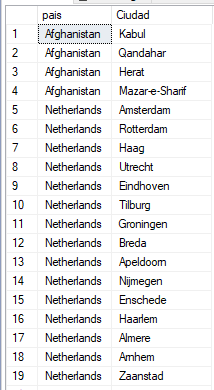 pais Ciudad
1 Afghanistan Kabul
2 Afghanistan Qandahar
3 Afghanistan Herat
4 Afghanistan Mazar-e-Sharif
5 Netherlands Amsterdam
6 Netherlands Rotterdam
7 Netherlands Haag
8 Netherlands Utrecht
9 Netherlands Eindhoven
10 Netherlands Tilburg
11 Netherlands Groningen
12 Netherlands Breda
13 Netherlands Apeldoorn
14 Netherlands Nijmegen
15 Netherlands Enschede
16 Netherlands Haarlem
17 Netherlands Almere
18 Netherlands Arnhem
19 Netherlands Zaanstad